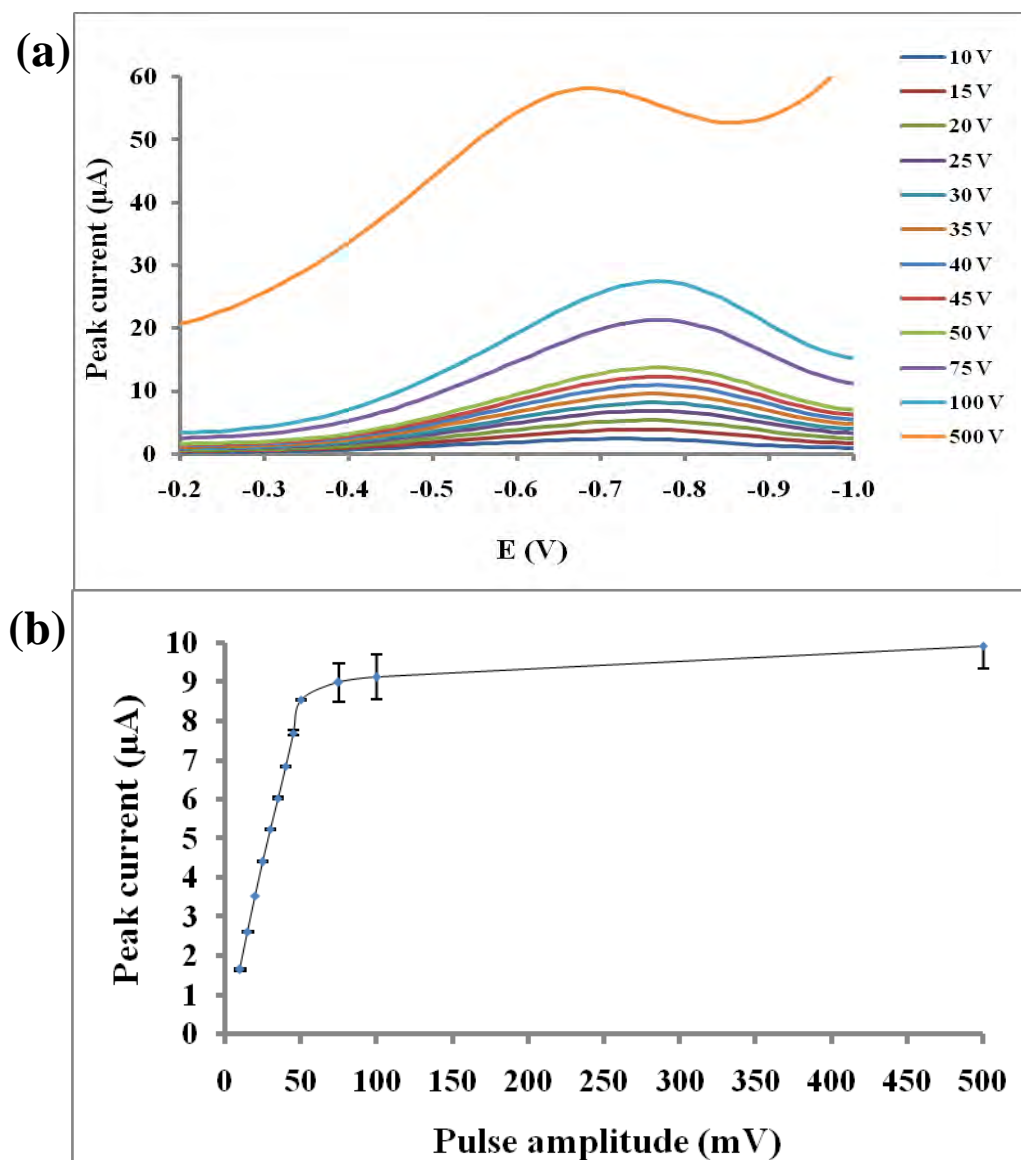 (a)
Peak current (µA)
60
50
40
30
20
10
0
-0.2 -0.3 -0.4 -0.5 -0.6 -0.7 -0.8 -0.9 -1.0
E (V)
10 V
15 V
20 V
25 V
30 V
35 V
40 V
45 V
50 V
75 V
100 V
500 V
(b)
Peak current (µA)
10
9
8
7
6
5
4
3
2
1
0
0 50 100 150 200 250 300 350 400 450 500
Pulse amplitude (mV)